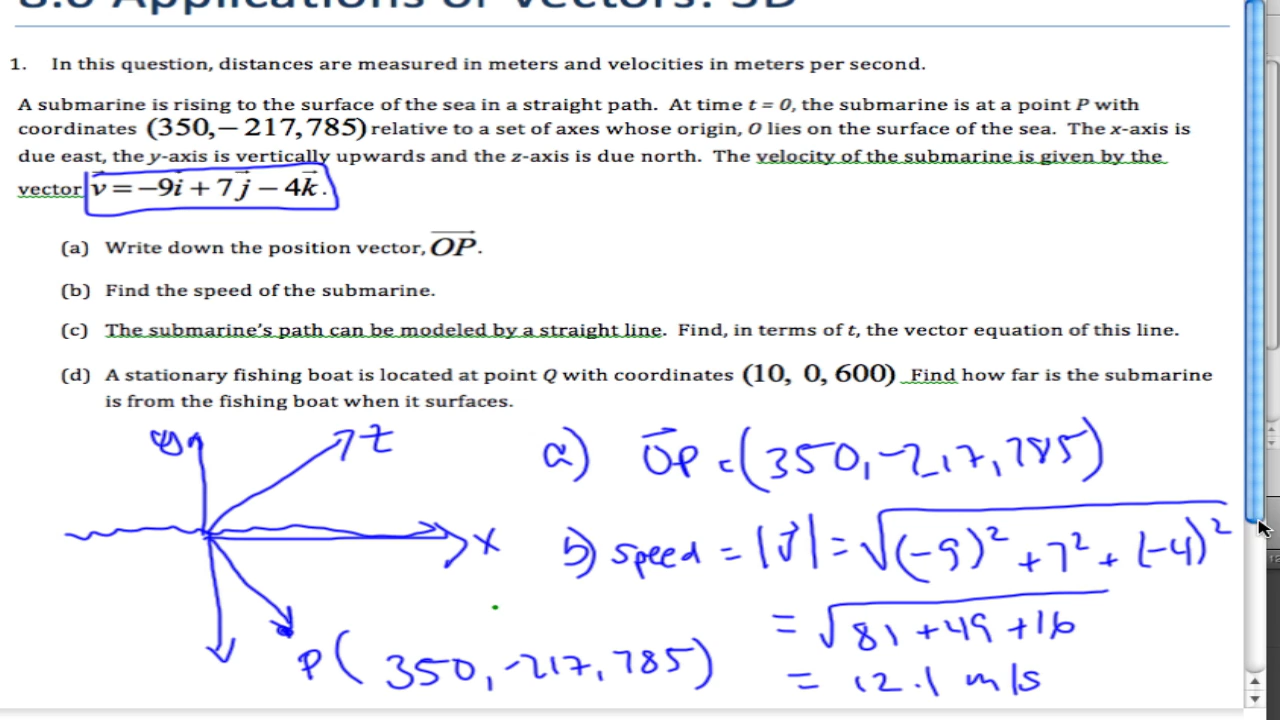 8.6 Applications of Vectors: 3D
1. In this question, distances are measured in meters and velocities in meters per second.
A submarine is rising to the surface of the sea in a straight path. At time t = 0, the submarine is at a point P with
coordinates (350,−217,785) relative to a set of axes whose origin, O lies on the surface of the sea. The x-axis is
due east, the y-axis is vertically upwards and the z-axis is due north. The velocity of the submarine is given by the
vector v⃗ = −9i⃗ + 7j⃗ − 4k⃗.
(a) Write down the position vector, \overrightarrow{OP}.
(b) Find the speed of the submarine.
(c) The submarine's path can be modeled by a straight line. Find, in terms of t, the vector equation of this line.
(d) A stationary fishing boat is located at point Q with coordinates (10, 0, 600) Find how far is the submarine
is from the fishing boat when it surfaces.
y z
x
P(350,-217,785)
a) \overrightarrow{OP} = (350,-217,785)
b) speed = |v⃗| = √((-9)² + 7² + (-4)²)
= √(81 + 49 + 16)
= 12.1 m/s